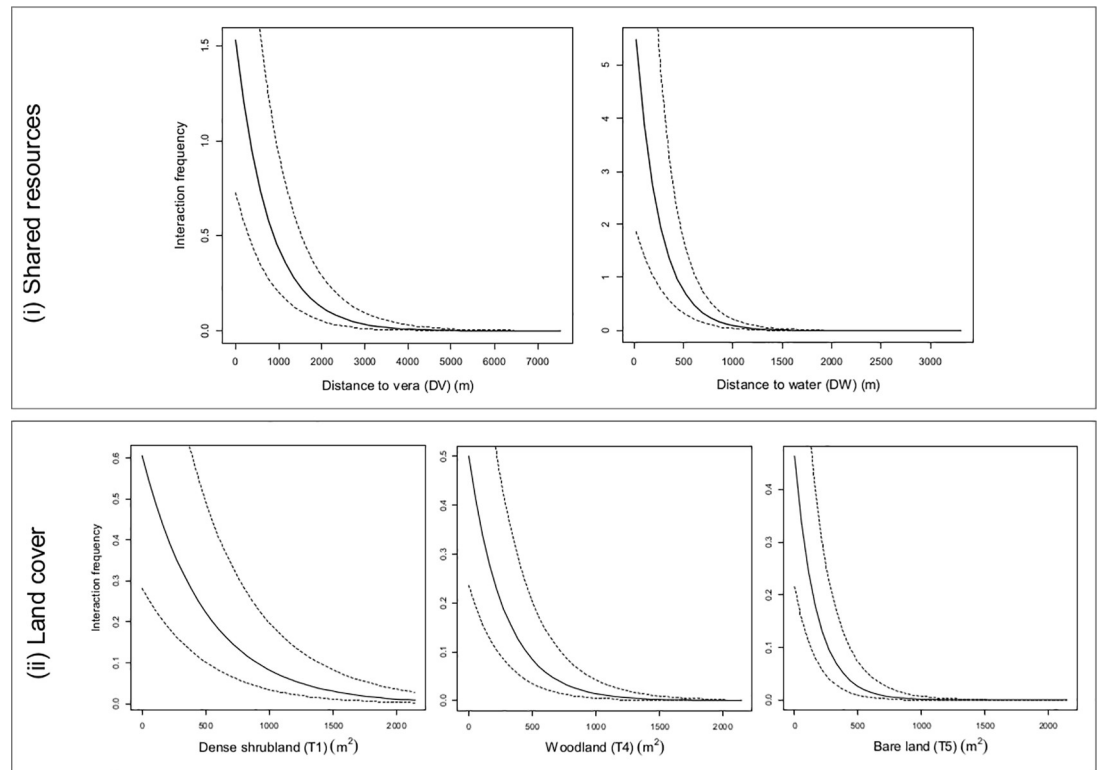 (i) Shared resources
Interaction frequency
0.0 0.5 1.0 1.5
0 1000 2000 3000 4000 5000 6000 7000
Distance to vera (DV) (m)
0 1 2 3 4 5
0 500 1000 1500 2000 2500 3000
Distance to water (DW) (m)
(ii) Land cover
Interaction frequency
0.0 0.1 0.2 0.3 0.4 0.5 0.6
0 500 1000 1500 2000
Dense shrubland (T1) (m²)
0.0 0.1 0.2 0.3 0.4 0.5
0 500 1000 1500 2000
Woodland (T4) (m²)
0.0 0.1 0.2 0.3 0.4
0 500 1000 1500 2000
Bare land (T5) (m²)